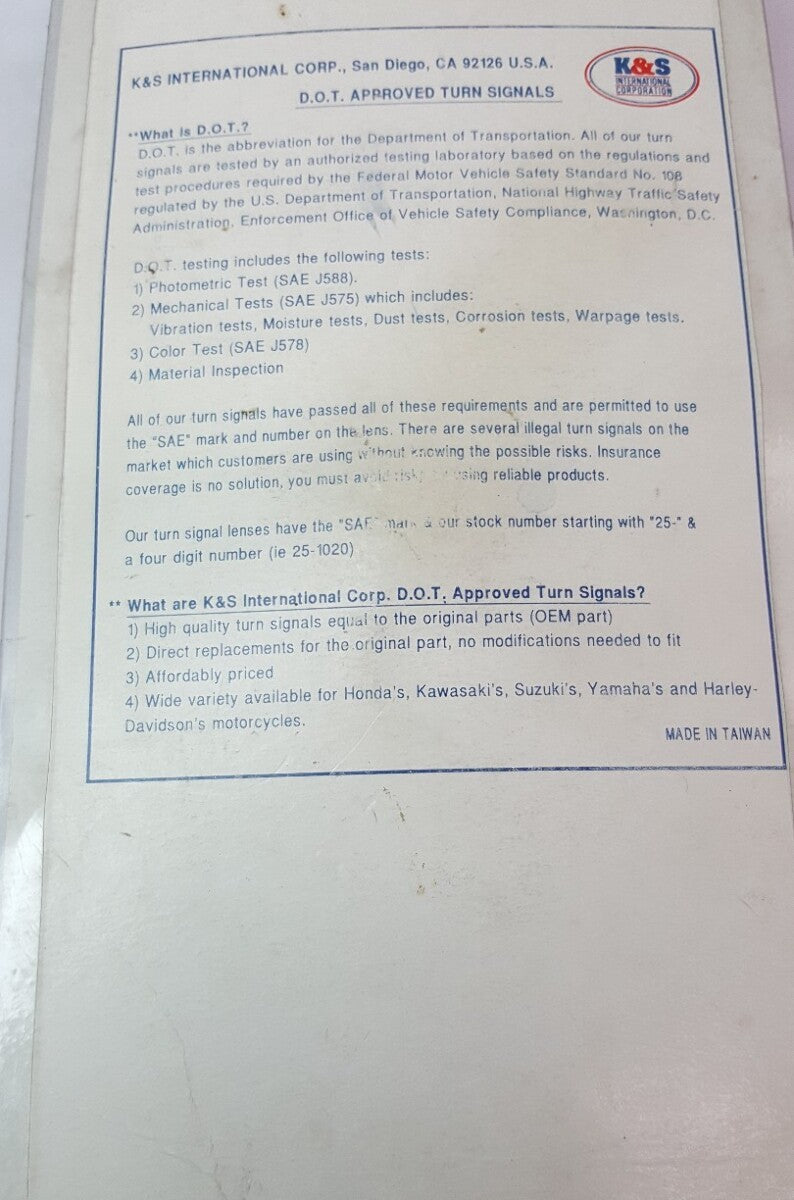 K&S INTERNATIONAL CORP., San Diego, CA 92126 U.S.A.
K&S
INTERNATIONAL
CORPORATION
D.O.T. APPROVED TURN SIGNALS
**What is D.O.T.?
D.O.T. is the abbreviation for the Department of Transportation. All of our turn
signals are tested by an authorized testing laboratory based on the regulations and
test procedures required by the Federal Motor Vehicle Safety Standard No. 108
regulated by the U.S. Department of Transportation, National Highway Traffic Safety
Administration, Enforcement Office of Vehicle Safety Compliance, Washington, D.C.
D.O.T. testing includes the following tests:
1) Photometric Test (SAE J588).
2) Mechanical Tests (SAE J575) which includes:
Vibration tests, Moisture tests, Dust tests, Corrosion tests, Warpage tests.
3) Color Test (SAE J578)
4) Material Inspection
All of our turn signals have passed all of these requirements and are permitted to use
the "SAE" mark and number on the lens. There are several illegal turn signals on the
market which customers are using without knowing the possible risks. Insurance
coverage is no solution, you must avoid risks by using reliable products.
Our turn signal lenses have the "SAE" mark & our stock number starting with "25-" &
a four digit number (ie 25-1020)
** What are K&S International Corp. D.O.T. Approved Turn Signals?
1) High quality turn signals equal to the original parts (OEM part)
2) Direct replacements for the original part, no modifications needed to fit
3) Affordably priced
4) Wide variety available for Honda's, Kawasaki's, Suzuki's, Yamaha's and Harley-
Davidson's motorcycles.
MADE IN TAIWAN